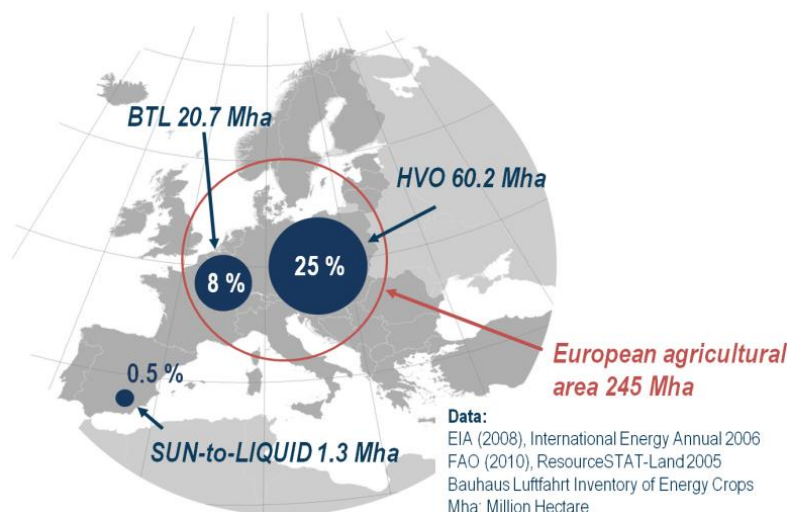 BTL 20.7 Mha
HVO 60.2 Mha
25 %
8 %
European agricultural
area 245 Mha
0.5 %
SUN-to-LIQUID 1.3 Mha
Data:
EIA (2008), International Energy Annual 2006
FAO (2010), ResourceSTAT-Land 2005
Bauhaus Luftfahrt Inventory of Energy Crops
Mha: Million Hectare